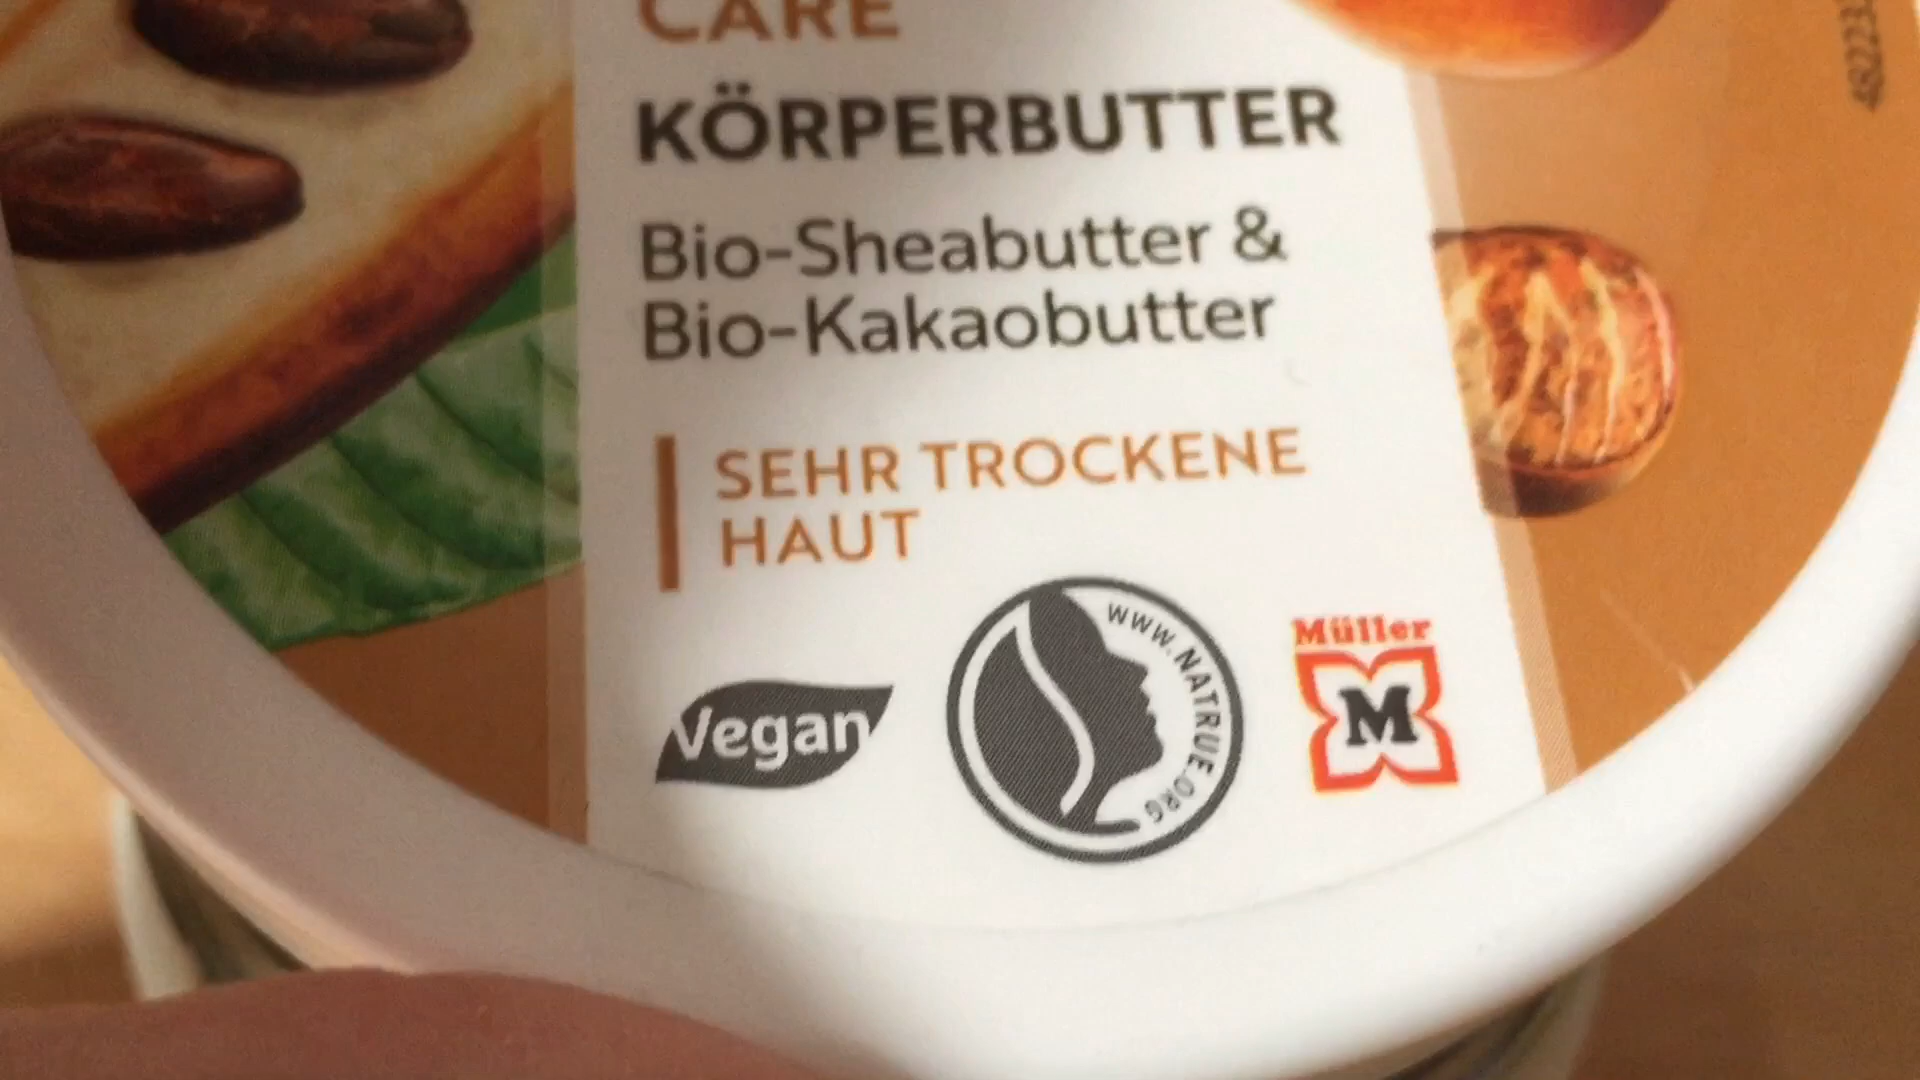 CARE
KÖRPERBUTTER
Bio-Sheabutter &
Bio-Kakaobutter
SEHR TROCKENE
HAUT
Vegan
WWW.NATRUE.ORG
Müller
M